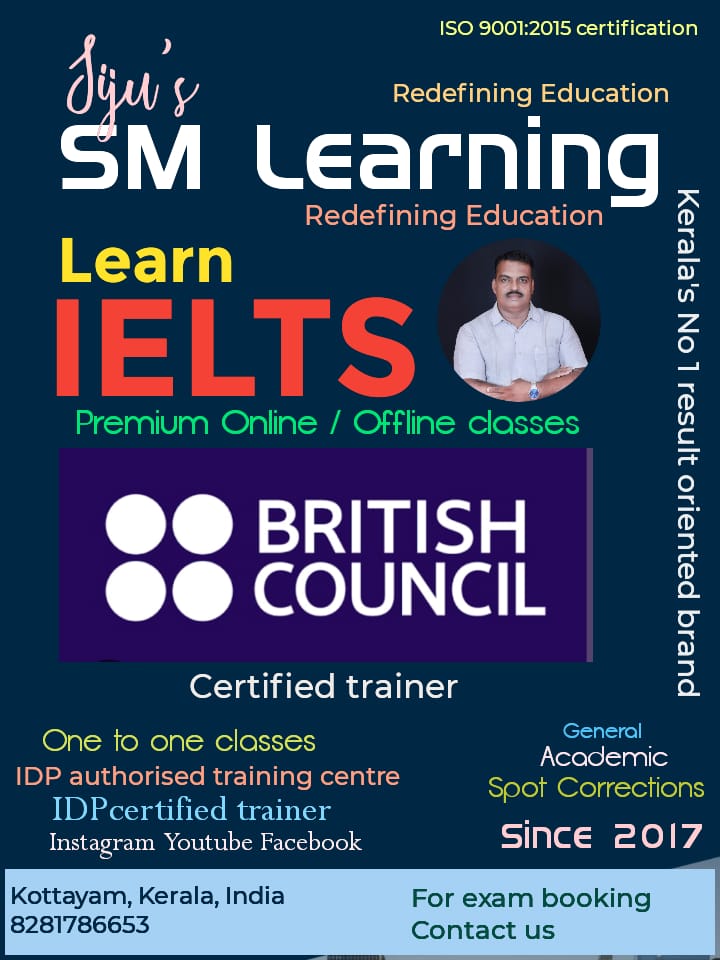 ISO 9001:2015 certification
Jiju's
Redefining Education
SM Learning
Redefining Education
Learn
IELTS
Premium Online / Offline classes
Kerala's No 1 result oriented brand
BRITISH
COUNCIL
Certified trainer
One to one classes
IDP authorised training centre
IDPcertified trainer
Instagram Youtube Facebook
General
Academic
Spot Corrections
Since 2017
Kottayam, Kerala, India
8281786653
For exam booking
Contact us